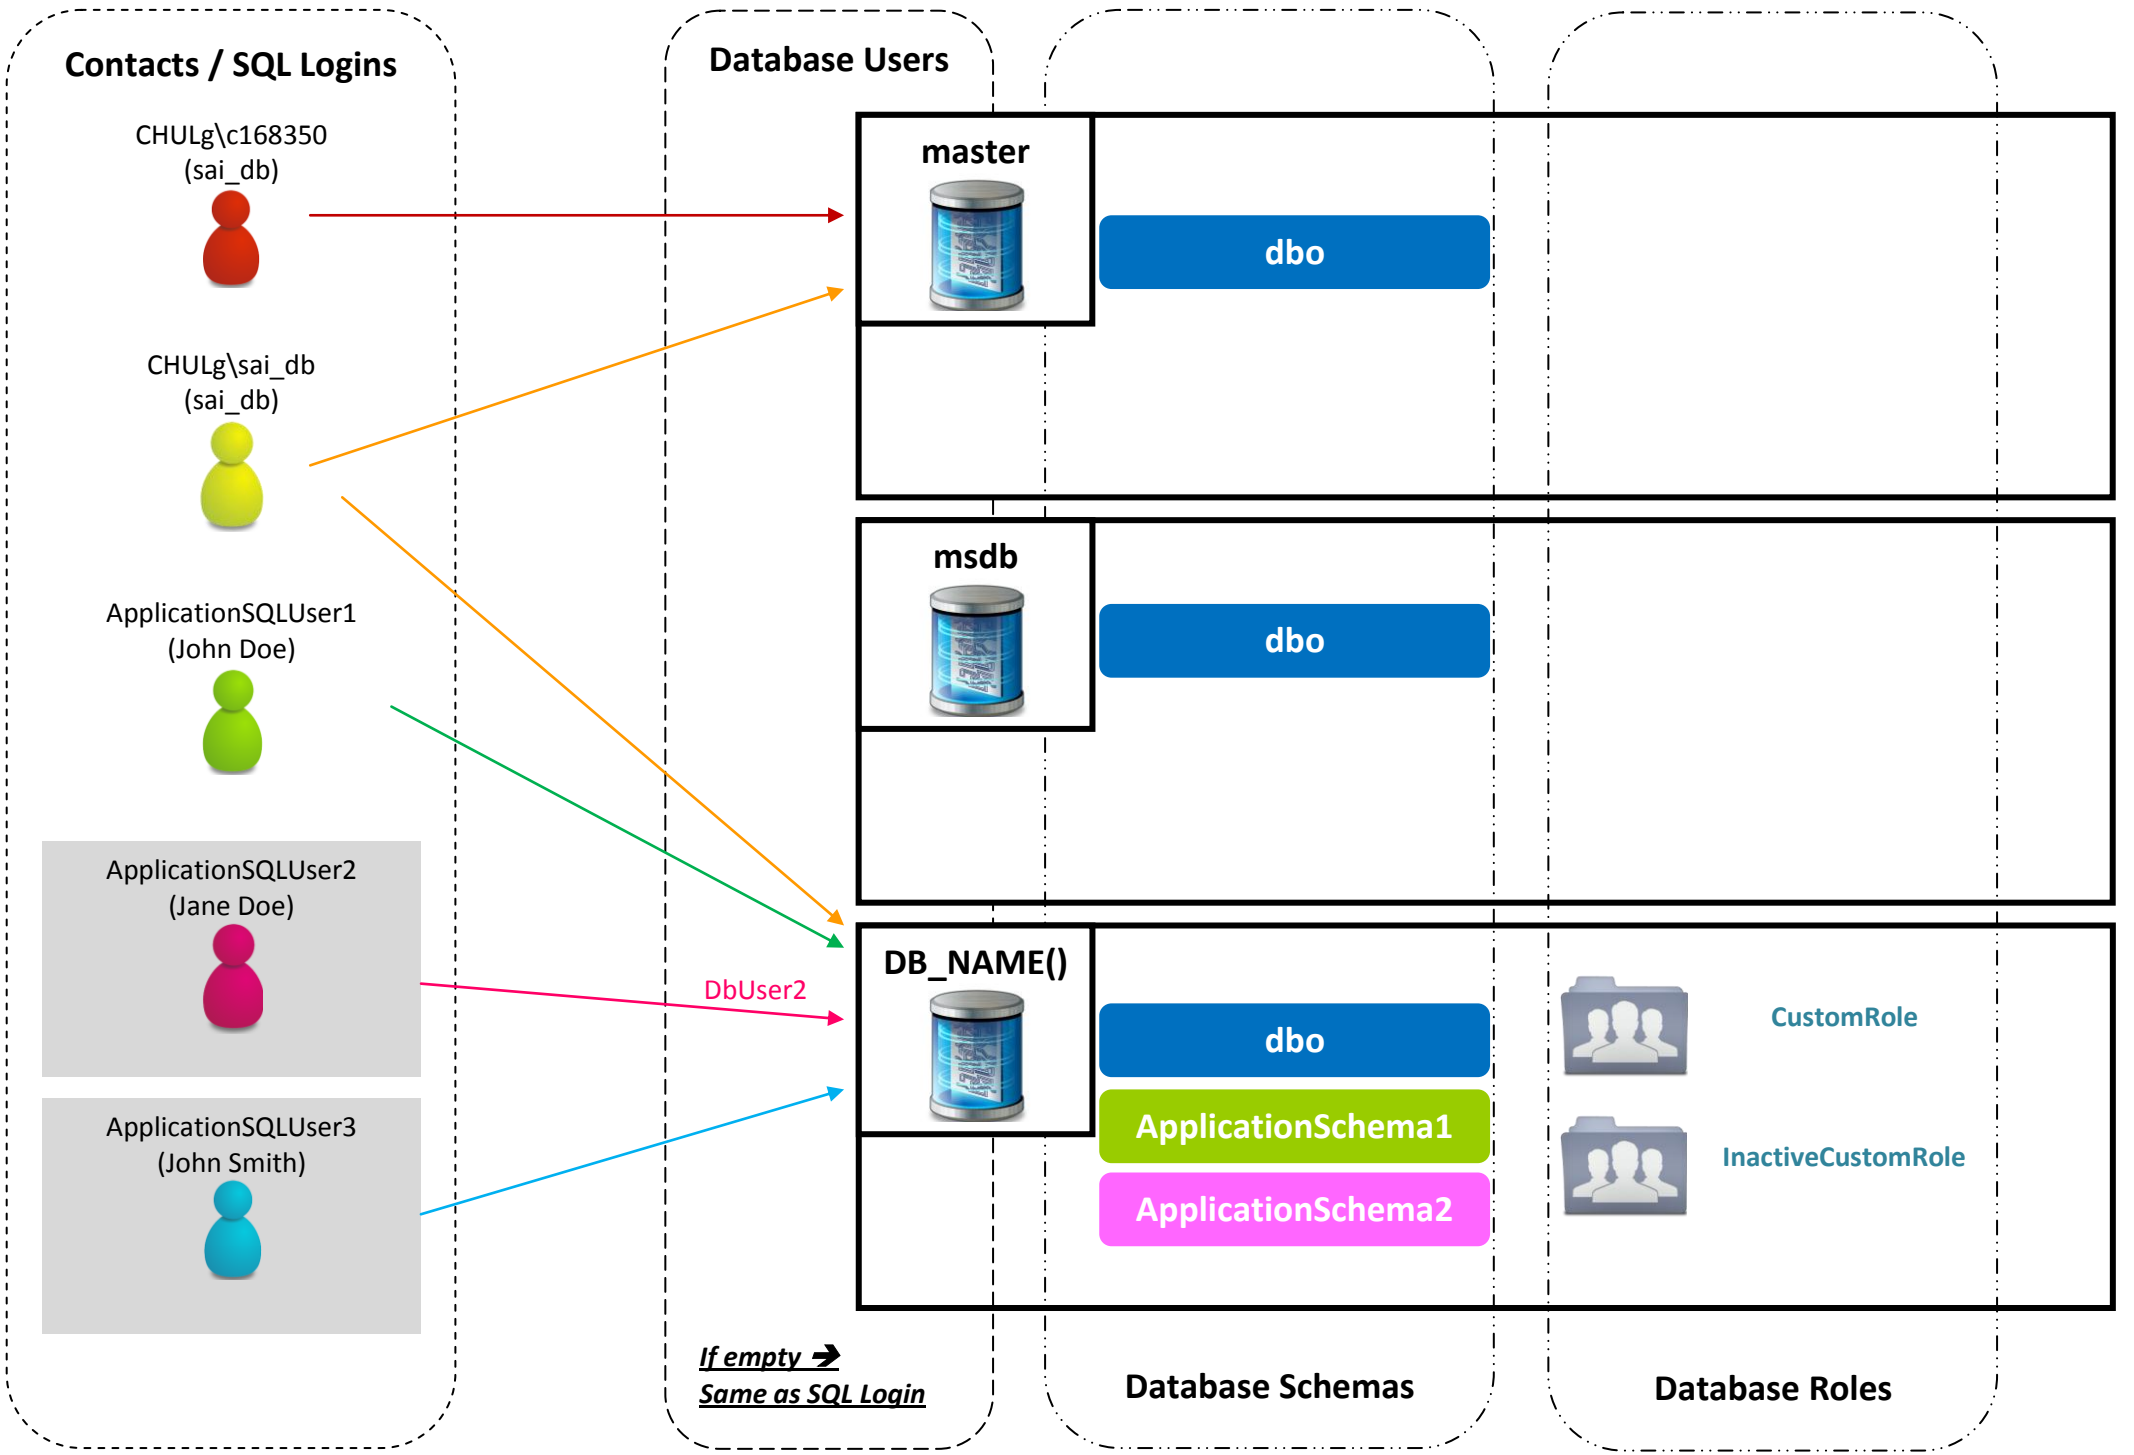 Contacts / SQL Logins
CHULg\c168350
(sai_db)
CHULg\sai_db
(sai_db)
ApplicationSQLUser1
(John Doe)
ApplicationSQLUser2
(Jane Doe)
ApplicationSQLUser3
(John Smith)
Database Users
DbUser2
If empty ➔
Same as SQL Login
master
dbo
msdb
dbo
DB_NAME()
dbo
ApplicationSchema1
ApplicationSchema2
CustomRole
InactiveCustomRole
Database Schemas
Database Roles